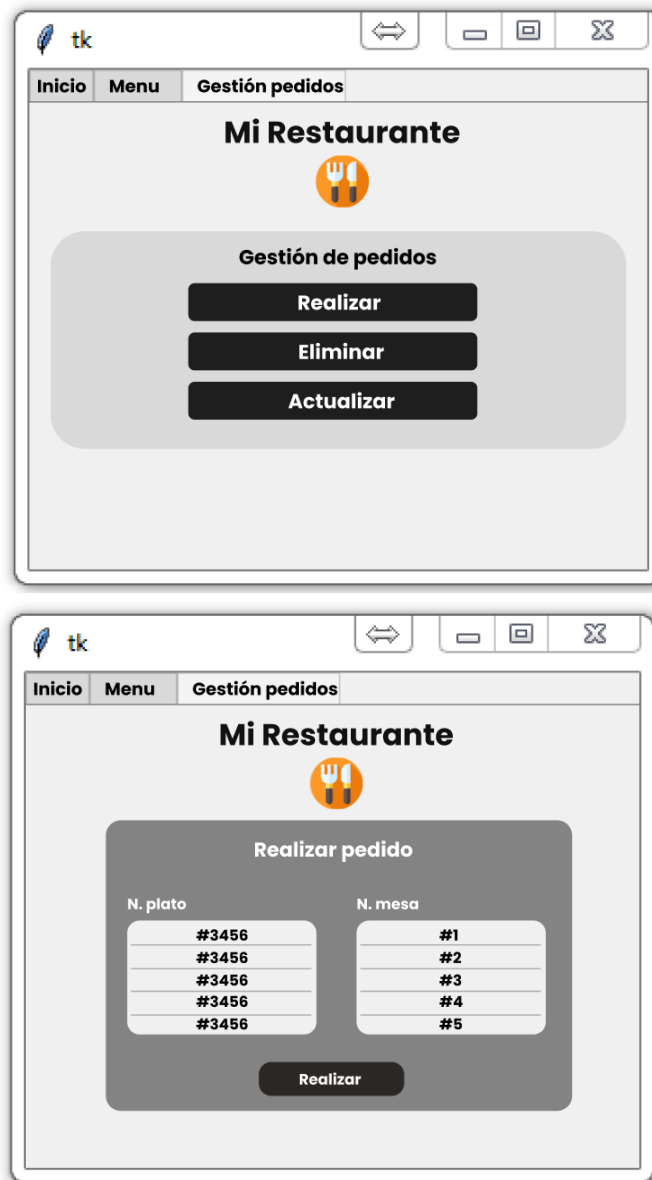 tk
Inicio Menu Gestión pedidos
Mi Restaurante
Gestión de pedidos
Realizar
Eliminar
Actualizar
tk
Inicio Menu Gestión pedidos
Mi Restaurante
Realizar pedido
N. plato N. mesa
#3456 #1
#3456 #2
#3456 #3
#3456 #4
#3456 #5
Realizar